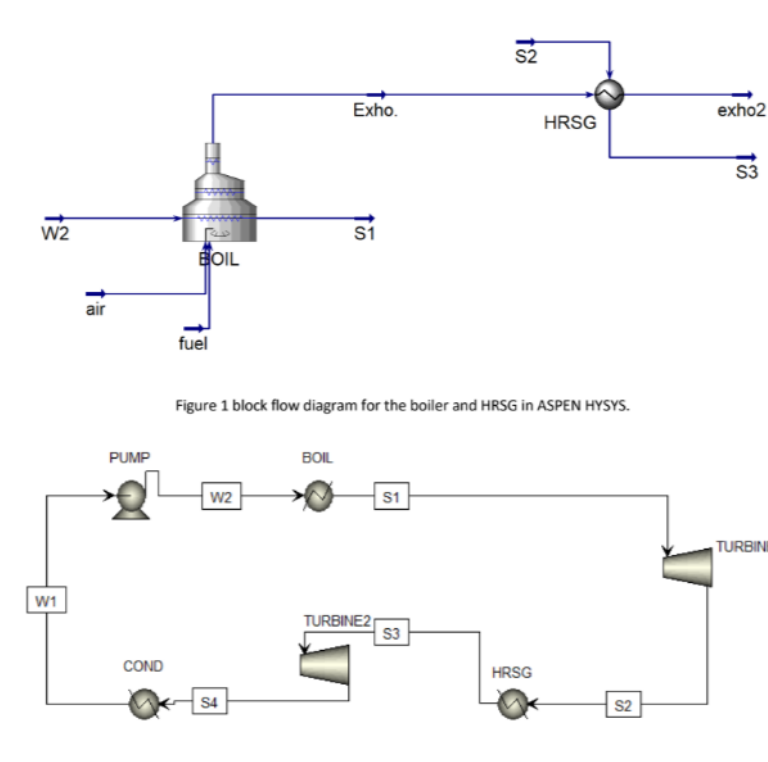 S2
Exho.
HRSG
exho2
S3
W2
S1
BOIL
air
fuel
Figure 1 block flow diagram for the boiler and HRSG in ASPEN HYSYS.
PUMP
BOIL
W2
S1
TURBIN
W1
TURBINE2
S3
COND
HRSG
S4
S2